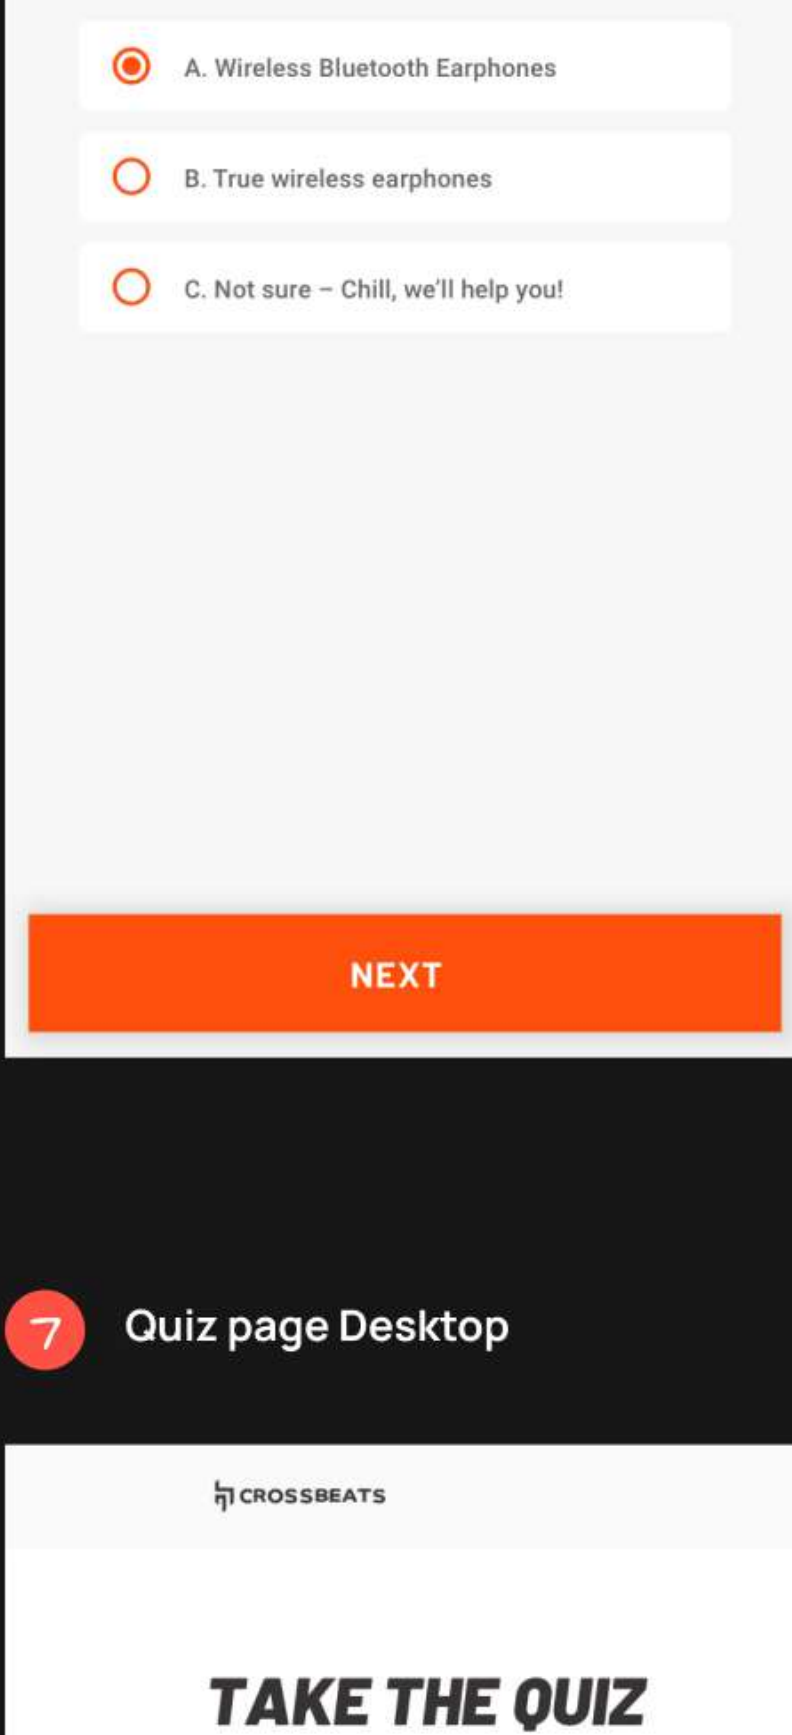 A. Wireless Bluetooth Earphones
B. True wireless earphones
C. Not sure – Chill, we’ll help you!
NEXT
7
Quiz page Desktop
CROSSBEATS
TAKE THE QUIZ